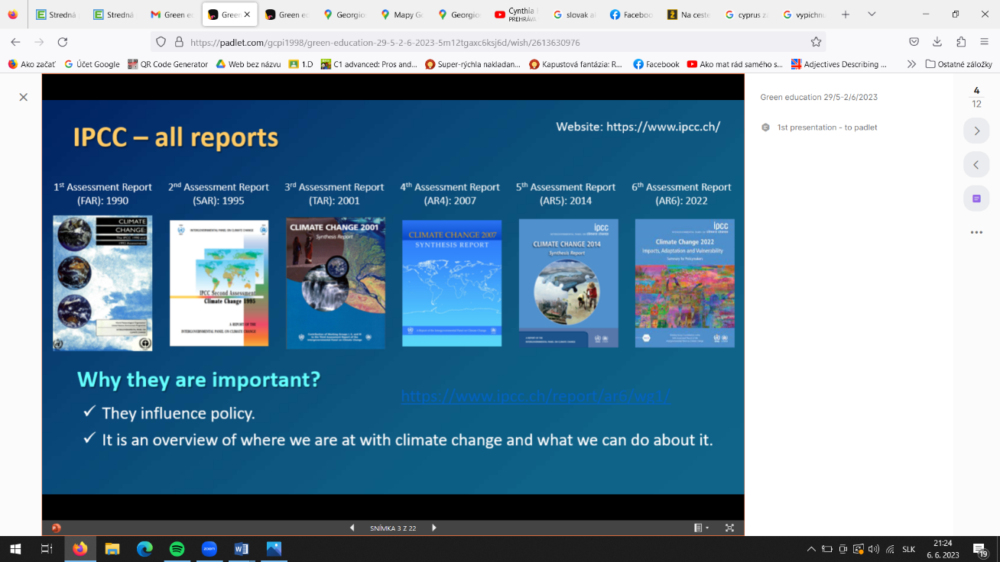 Stredná
Stredná
Green e
Green
Green e
Georgio
Mapy G
Georgio
Cynthia
PREHRÁVA
slovak a
Faceboo
Na ceste
cyprus z
vypichnu
https://padlet.com/gcpi1998/green-education-29-5-2-6-2023-5m12tgaxc6ksj6d/wish/2613630976
Ako začať
Účet Google
QR Code Generator
Web bez názvu
1.D
C1 advanced: Pros and...
Super-rýchla nakladan...
Kapustová fantázia: R...
Facebook
Ako mat rád samého s...
Adjectives Describing ...
Ostatné záložky
IPCC – all reports
Website: https://www.ipcc.ch/
1st Assessment Report
(FAR): 1990
2nd Assessment Report
(SAR): 1995
3rd Assessment Report
(TAR): 2001
4th Assessment Report
(AR4): 2007
5th Assessment Report
(AR5): 2014
6th Assessment Report
(AR6): 2022
CLIMATE
CHANGE:
The IPCC 1990 and
1992 Assessments
INTERGOVERNMENTAL PANEL ON CLIMATE CHANGE
IPCC Second Assessment
Climate Change 1995
A REPORT OF THE
INTERGOVERNMENTAL PANEL ON CLIMATE CHANGE
CLIMATE CHANGE 2001
Synthesis Report
CLIMATE CHANGE 2007
SYNTHESIS REPORT
ipcc
CLIMATE CHANGE 2014
Synthesis Report
ipcc
Climate Change 2022
Impacts, Adaptation and Vulnerability
Summary for Policymakers
Why they are important?
https://www.ipcc.ch/report/ar6/wg1/
They influence policy.
It is an overview of where we are at with climate change and what we can do about it.
SNÍMKA 3 Z 22
Green education 29/5-2/6/2023
1st presentation - to padlet
4
12
zoom
SLK
21:24
6. 6. 2023
19